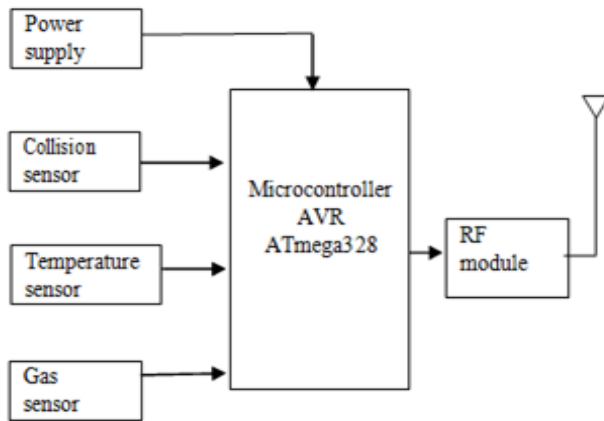 Power
supply
Collision
sensor
Temperature
sensor
Gas
sensor
Microcontroller
AVR
ATmega328
RF
module